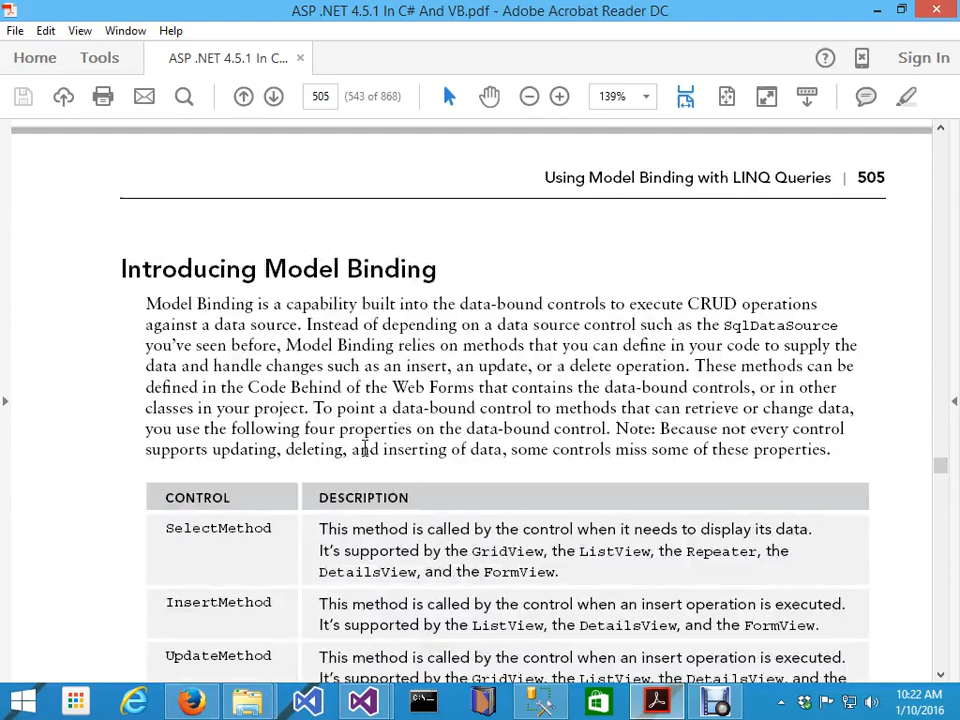 ASP .NET 4.5.1 In C# And VB.pdf - Adobe Acrobat Reader DC
File Edit View Window Help
Home Tools ASP .NET 4.5.1 In C... × Sign In
505 (543 of 868) 139%
Using Model Binding with LINQ Queries | 505
Introducing Model Binding
Model Binding is a capability built into the data-bound controls to execute CRUD operations
against a data source. Instead of depending on a data source control such as the SqlDataSource
you’ve seen before, Model Binding relies on methods that you can define in your code to supply the
data and handle changes such as an insert, an update, or a delete operation. These methods can be
defined in the Code Behind of the Web Forms that contains the data-bound controls, or in other
classes in your project. To point a data-bound control to methods that can retrieve or change data,
you use the following four properties on the data-bound control. Note: Because not every control
supports updating, deleting, and inserting of data, some controls miss some of these properties.
CONTROL DESCRIPTION
SelectMethod This method is called by the control when it needs to display its data.
It’s supported by the GridView, the ListView, the Repeater, the
DetailsView, and the FormView.
InsertMethod This method is called by the control when an insert operation is executed.
It’s supported by the ListView, the DetailsView, and the FormView.
UpdateMethod This method is called by the control when an insert operation is executed.
It’s supported by the GridView, the ListView, the DetailsView, and the
10:22 AM
1/10/2016